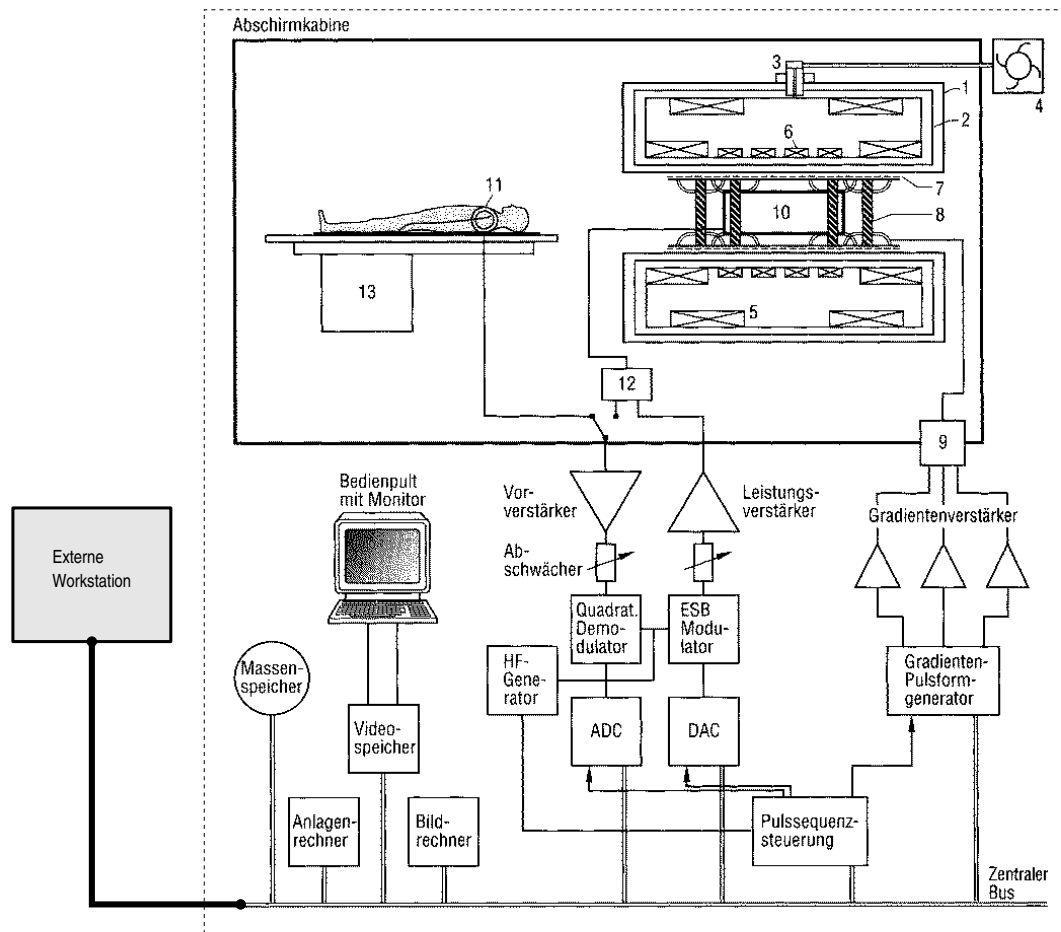 Abschirmkabine
3
1
4
2
6
7
11
10
8
13
5
12
9
Bedienpult
mit Monitor
Vor-
verstärker
Leistungs-
verstärker
Gradientenverstärker
Externe
Workstation
Ab-
schwächer
Quadrat.
Demo-
dulator
ESB
Modu-
lator
Massen-
speicher
HF-
Gene-
rator
Gradienten-
Pulsform-
generator
Video-
speicher
ADC
DAC
Anlagen-
rechner
Bild-
rechner
Pulssequenz-
steuerung
Zentraler
Bus